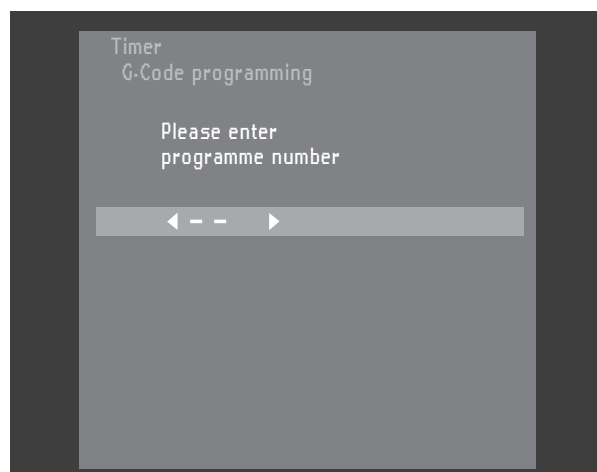 Timer
G-Code programming
Please enter
programme number
◀ – – ▶